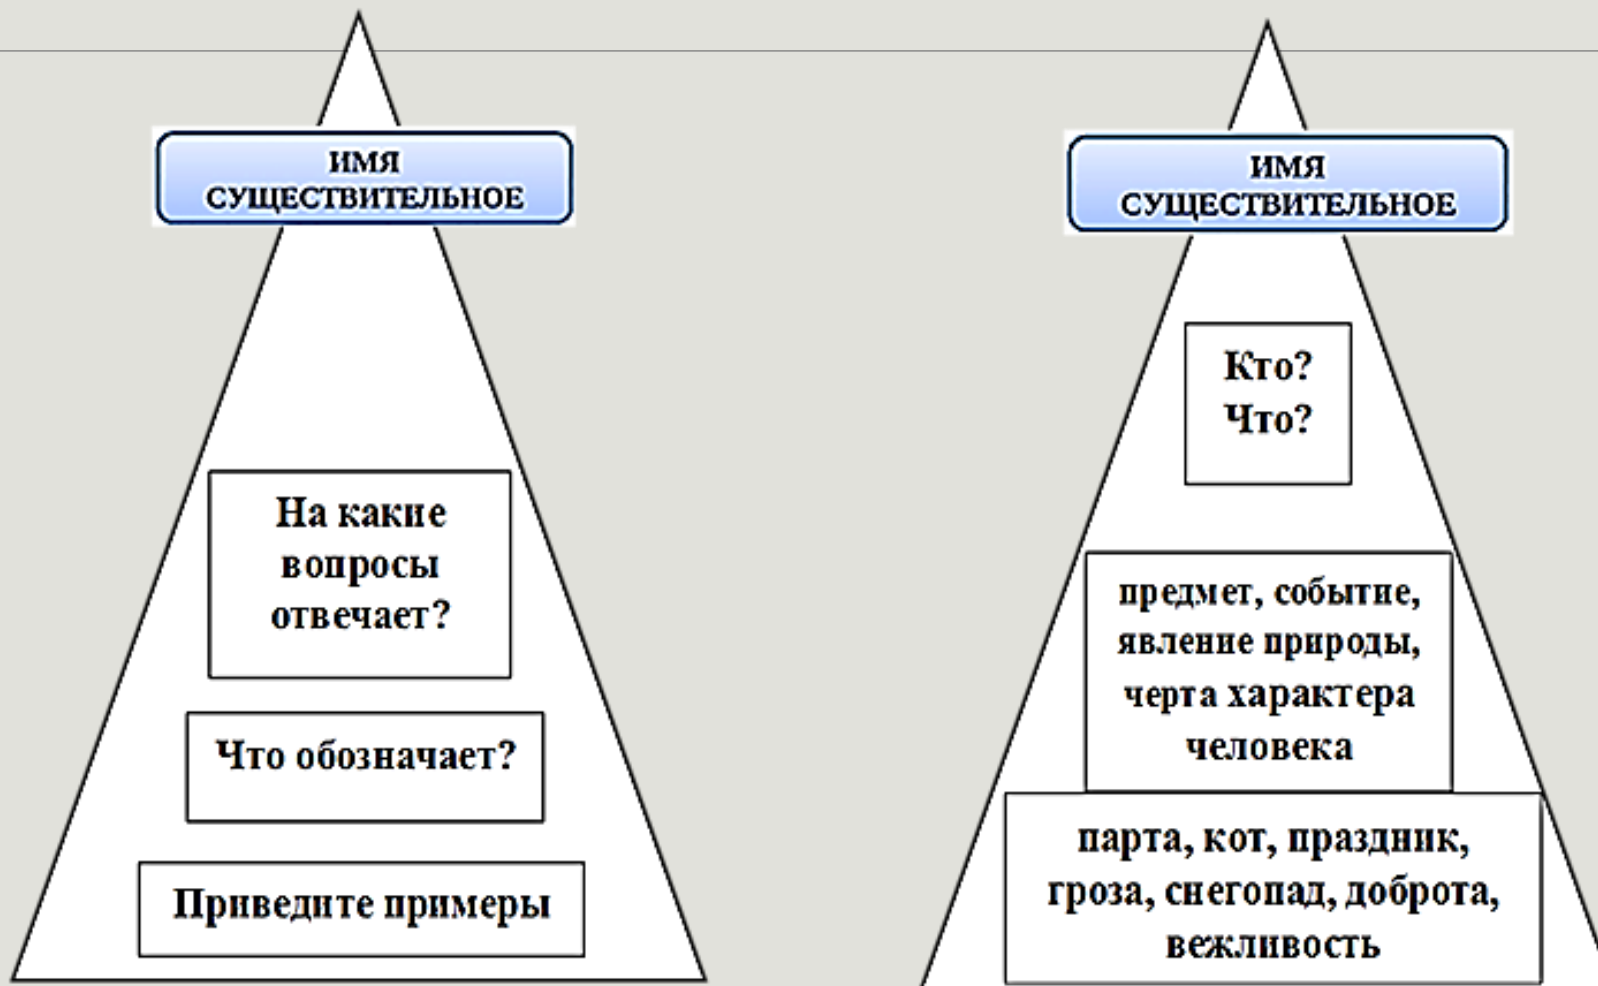 ИМЯ
СУЩЕСТВИТЕЛЬНОЕ
На какие
вопросы
отвечает?
Что обозначает?
Приведите примеры
ИМЯ
СУЩЕСТВИТЕЛЬНОЕ
Кто?
Что?
предмет, событие,
явление природы,
черта характера
человека
парта, кот, праздник,
гроза, снегопад, доброта,
вежливость